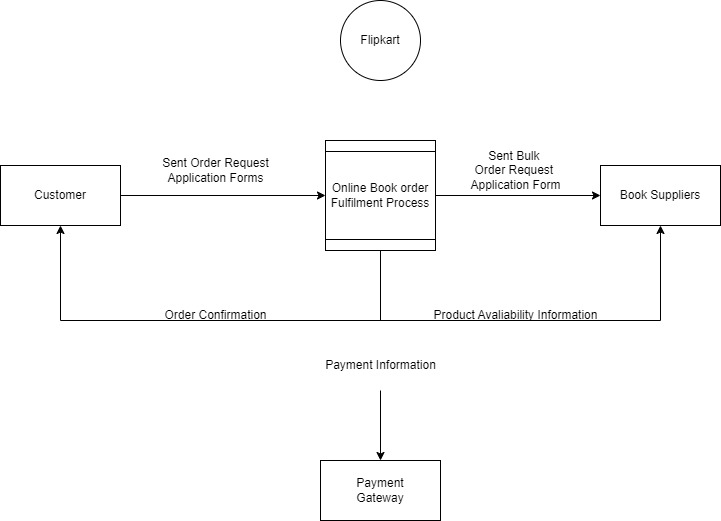 Flipkart
Sent Order Request
Application Forms
Sent Bulk
Order Request
Application Form
Customer
Online Book order
Fulfilment Process
Book Suppliers
Order Confirmation
Product Avaliability Information
Payment Information
Payment
Gateway